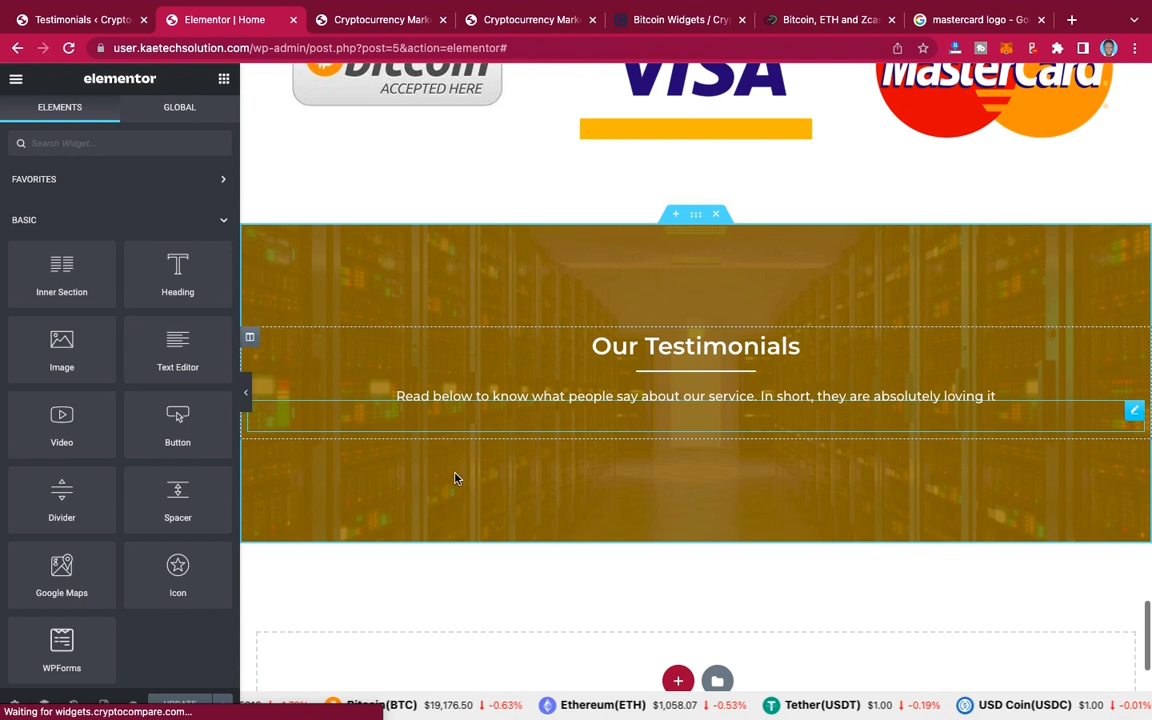 Testimonials ‹ Crypto
Elementor | Home
Cryptocurrency Mark
Cryptocurrency Mark
Bitcoin Widgets / Cry
Bitcoin, ETH and Zca
mastercard logo - Go
user.kaetechsolution.com/wp-admin/post.php?post=5&action=elementor#
elementor
ELEMENTS
GLOBAL
Search Widget...
FAVORITES
BASIC
Inner Section
Heading
Image
Text Editor
Video
Button
Divider
Spacer
Google Maps
Icon
WPForms
bitcoin
ACCEPTED HERE
VISA
MasterCard
Our Testimonials
Read below to know what people say about our service. In short, they are absolutely loving it
Waiting for widgets.cryptocompare.com...
Bitcoin(BTC) $19,176.50 ↓ -0.63%
Ethereum(ETH) $1,058.07 ↓ -0.53%
Tether(USDT) $1.00 ↓ -0.19%
USD Coin(USDC) $1.00 ↓ -0.01%